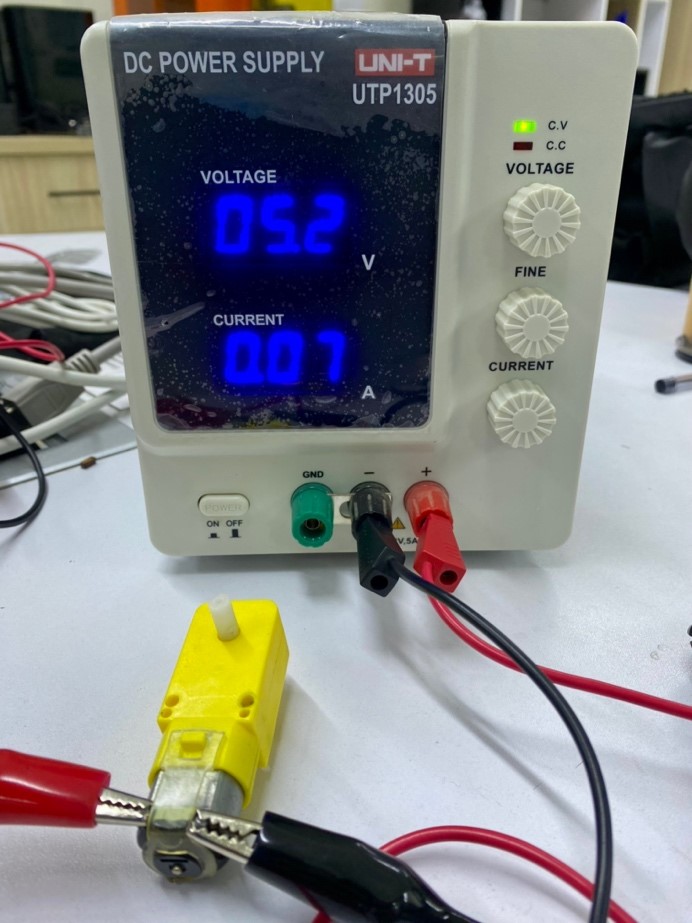 DC POWER SUPPLY
UNI-T
UTP1305
C.V
C.C
VOLTAGE
VOLTAGE
05.2
V
FINE
CURRENT
0.07
A
CURRENT
GND
−
+
POWER
ON OFF